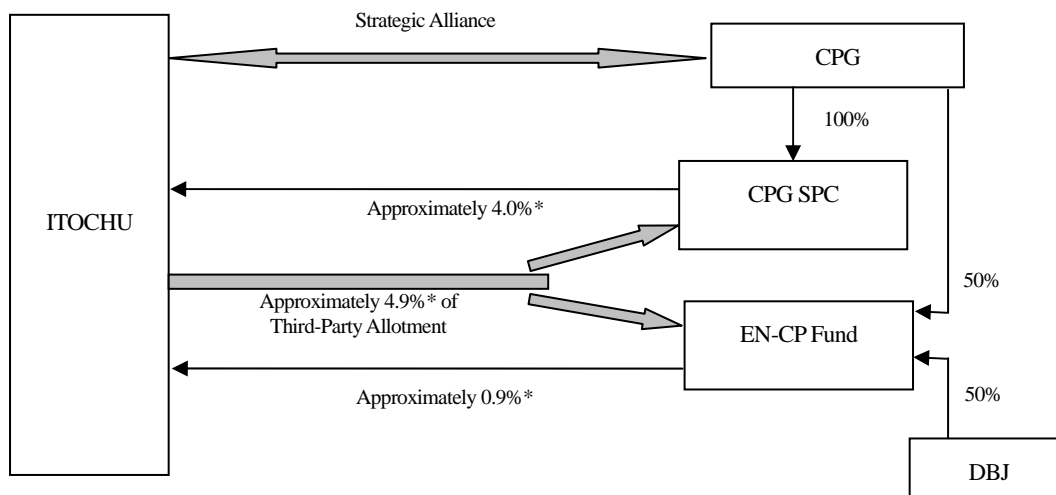 Strategic Alliance
CPG
100%
CPG SPC
Approximately 4.0% *
ITOCHU
Approximately 4.9% * of
Third-Party Allotment
50%
EN-CP Fund
Approximately 0.9% *
50%
DBJ